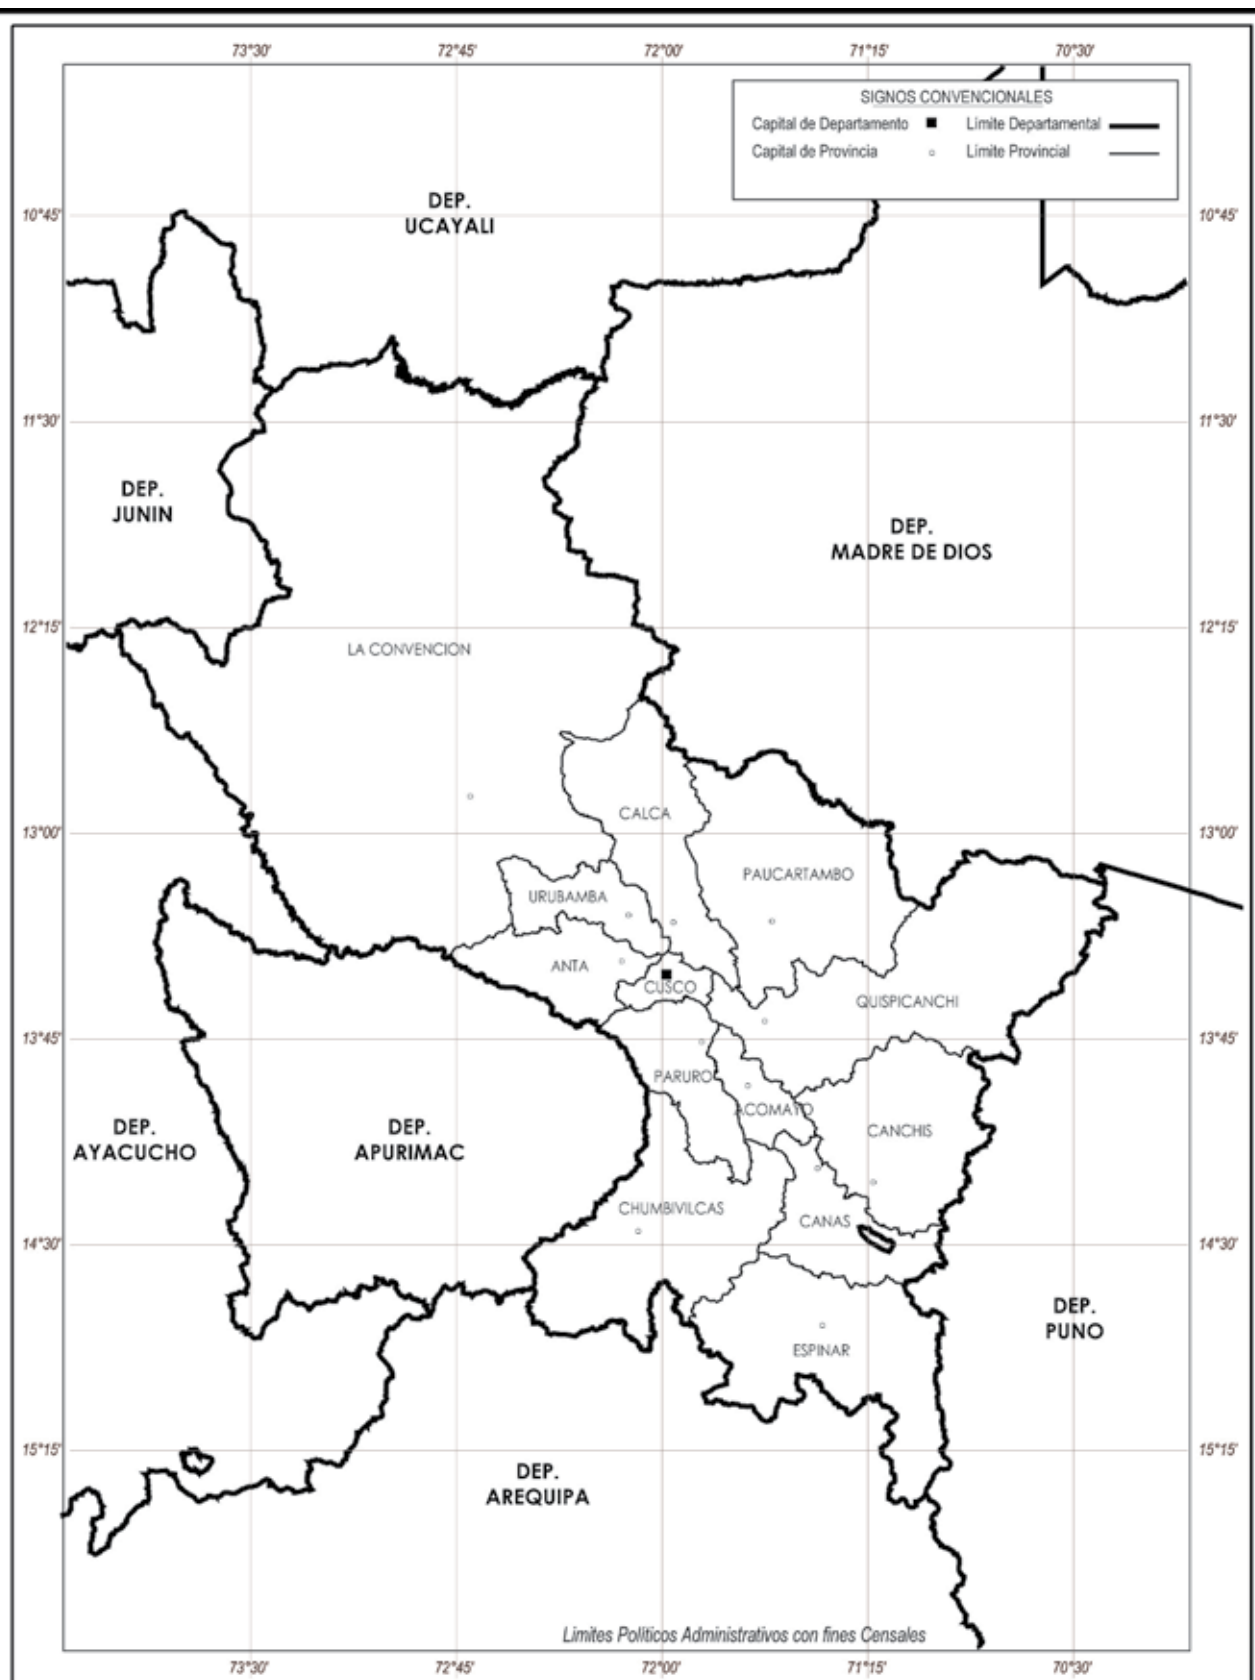 73°30' 72°45' 72°00' 71°15' 70°30'
SIGNOS CONVENCIONALES
Capital de Departamento Limite Departamental
Capital de Provincia Limite Provincial
10°45' 10°45'
DEP.
UCAYALI
11°30' 11°30'
DEP.
JUNIN
DEP.
MADRE DE DIOS
12°15' 12°15'
LA CONVENCION
CALCA
13°00' 13°00'
PAUCARTAMBO
URUBAMBA
ANTA
CUSCO
QUISPICANCHI
13°45' 13°45'
PARURO
ACOMAYO
CANCHIS
DEP.
AYACUCHO
DEP.
APURIMAC
CHUMBIVILCAS
CANAS
14°30' 14°30'
DEP.
PUNO
ESPINAR
15°15' 15°15'
DEP.
AREQUIPA
Limites Políticos Administrativos con fines Censales
73°30' 72°45' 72°00' 71°15' 70°30'